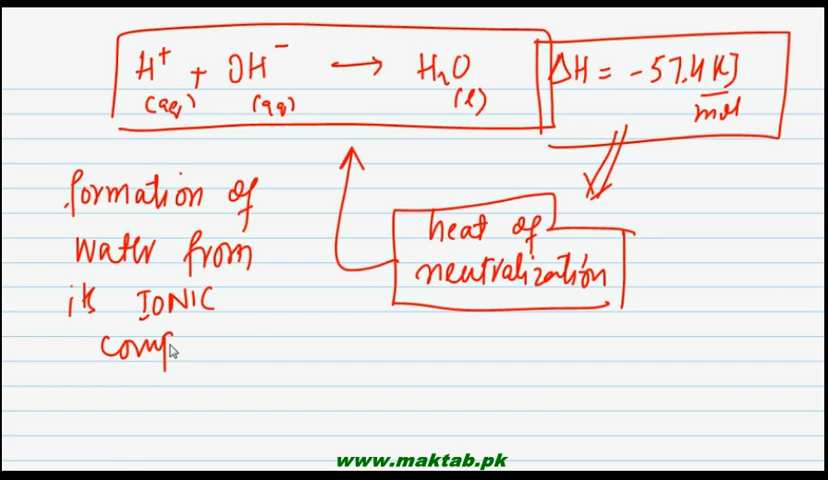 H⁺ + OH⁻ → H₂O ΔH = -57.4 KJ
(aq) (aq) (l) mol
formation of
water from
its IONIC
comp
heat of
neutralization
www.maktab.pk